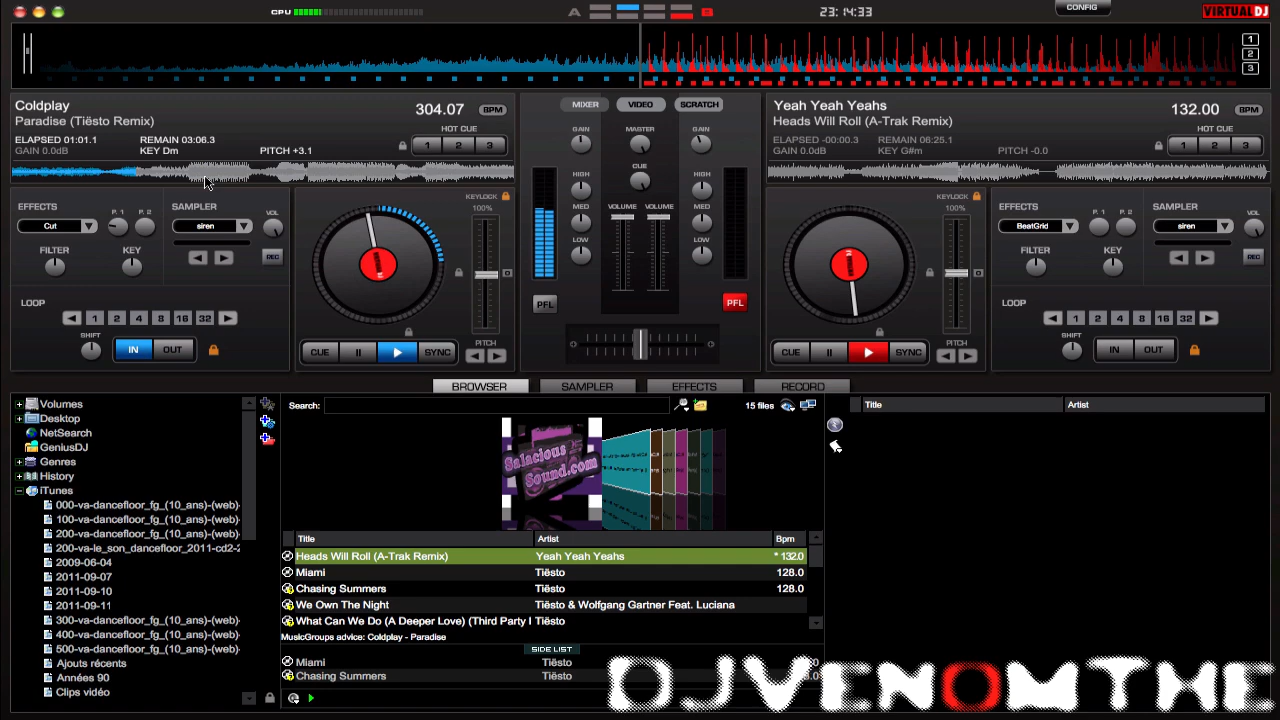 CPU A 23:14:33 CONFIG VIRTUALDJ
1
2
3
Coldplay 304.07 BPM
Paradise (Tiësto Remix)
HOT CUE
ELAPSED 01:01.1 REMAIN 03:06.3
GAIN 0.0dB KEY Dm PITCH +3.1 1 2 3
MIXER VIDEO SCRATCH
GAIN MASTER GAIN
CUE
HIGH HIGH
VOLUME VOLUME
MED MED
LOW LOW
PFL PFL
Yeah Yeah Yeahs 132.00 BPM
Heads Will Roll (A-Trak Remix)
HOT CUE
ELAPSED -00:00.3 REMAIN 06:25.1
GAIN 0.0dB KEY G#m PITCH -0.0 1 2 3
EFFECTS P. 1 P. 2 SAMPLER VOL
Cut siren
FILTER KEY DEC
LOOP
1 2 4 8 16 32
SHIFT IN OUT
KEYLOCK
100%
PITCH
CUE II SYNC
KEYLOCK
100%
PITCH
CUE II SYNC
EFFECTS P. 1 P. 2 SAMPLER VOL
BeatGrid siren
FILTER KEY DEC
LOOP
1 2 4 8 16 32
SHIFT IN OUT
BROWSER SAMPLER EFFECTS RECORD
Volumes
Desktop
NetSearch
GeniusDJ
Genres
History
iTunes
000-va-dancefloor_fg_(10_ans)-(web)-
100-va-dancefloor_fg_(10_ans)-(web)-
200-va-dancefloor_fg_(10_ans)-(web)-
200-va-le_son_dancefloor_2011-cd2-2
2009-06-04
2011-09-07
2011-09-10
2011-09-11
300-va-dancefloor_fg_(10_ans)-(web)-
400-va-dancefloor_fg_(10_ans)-(web)-
500-va-dancefloor_fg_(10_ans)-(web)-
Ajouts récents
Années 90
Clips vidéo
Search: 15 files
Salacious
Sound.com
Title Artist Bpm
Heads Will Roll (A-Trak Remix) Yeah Yeah Yeahs * 132.0
Miami Tiësto 128.0
Chasing Summers Tiësto 128.0
We Own The Night Tiësto & Wolfgang Gartner Feat. Luciana
What Can We Do (A Deeper Love) (Third Party I Tiësto
MusicGroups advice: Coldplay - Paradise
SIDE LIST
Miami Tiësto
Chasing Summers Tiësto
Title Artist
DJVENOMTHE